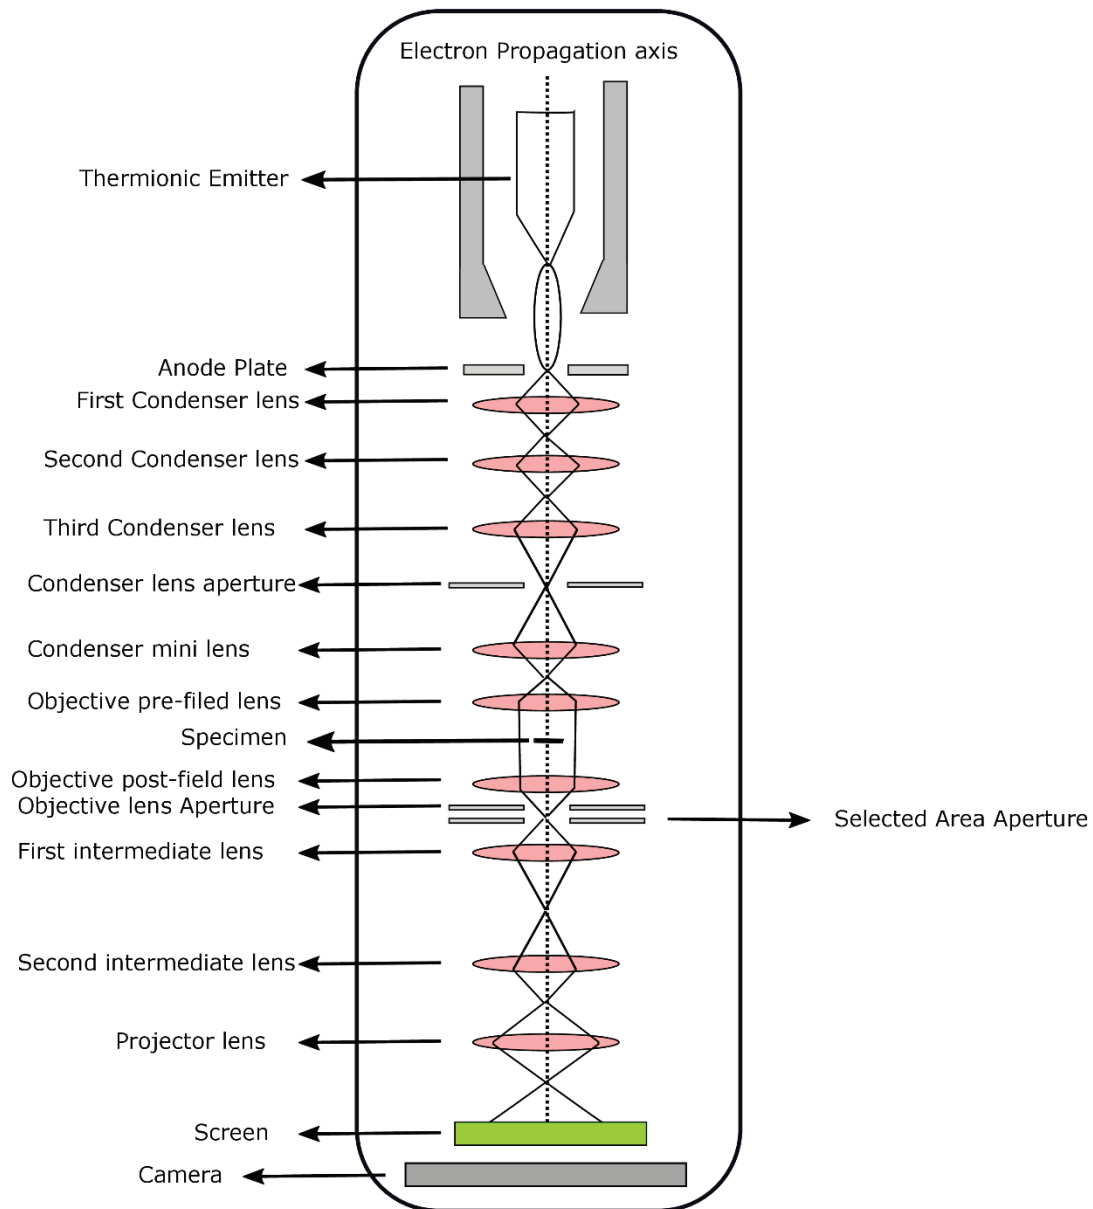 Electron Propagation axis
Thermionic Emitter
Anode Plate
First Condenser lens
Second Condenser lens
Third Condenser lens
Condenser lens aperture
Condenser mini lens
Objective pre-filed lens
Specimen
Objective post-field lens
Objective lens Aperture
Selected Area Aperture
First intermediate lens
Second intermediate lens
Projector lens
Screen
Camera